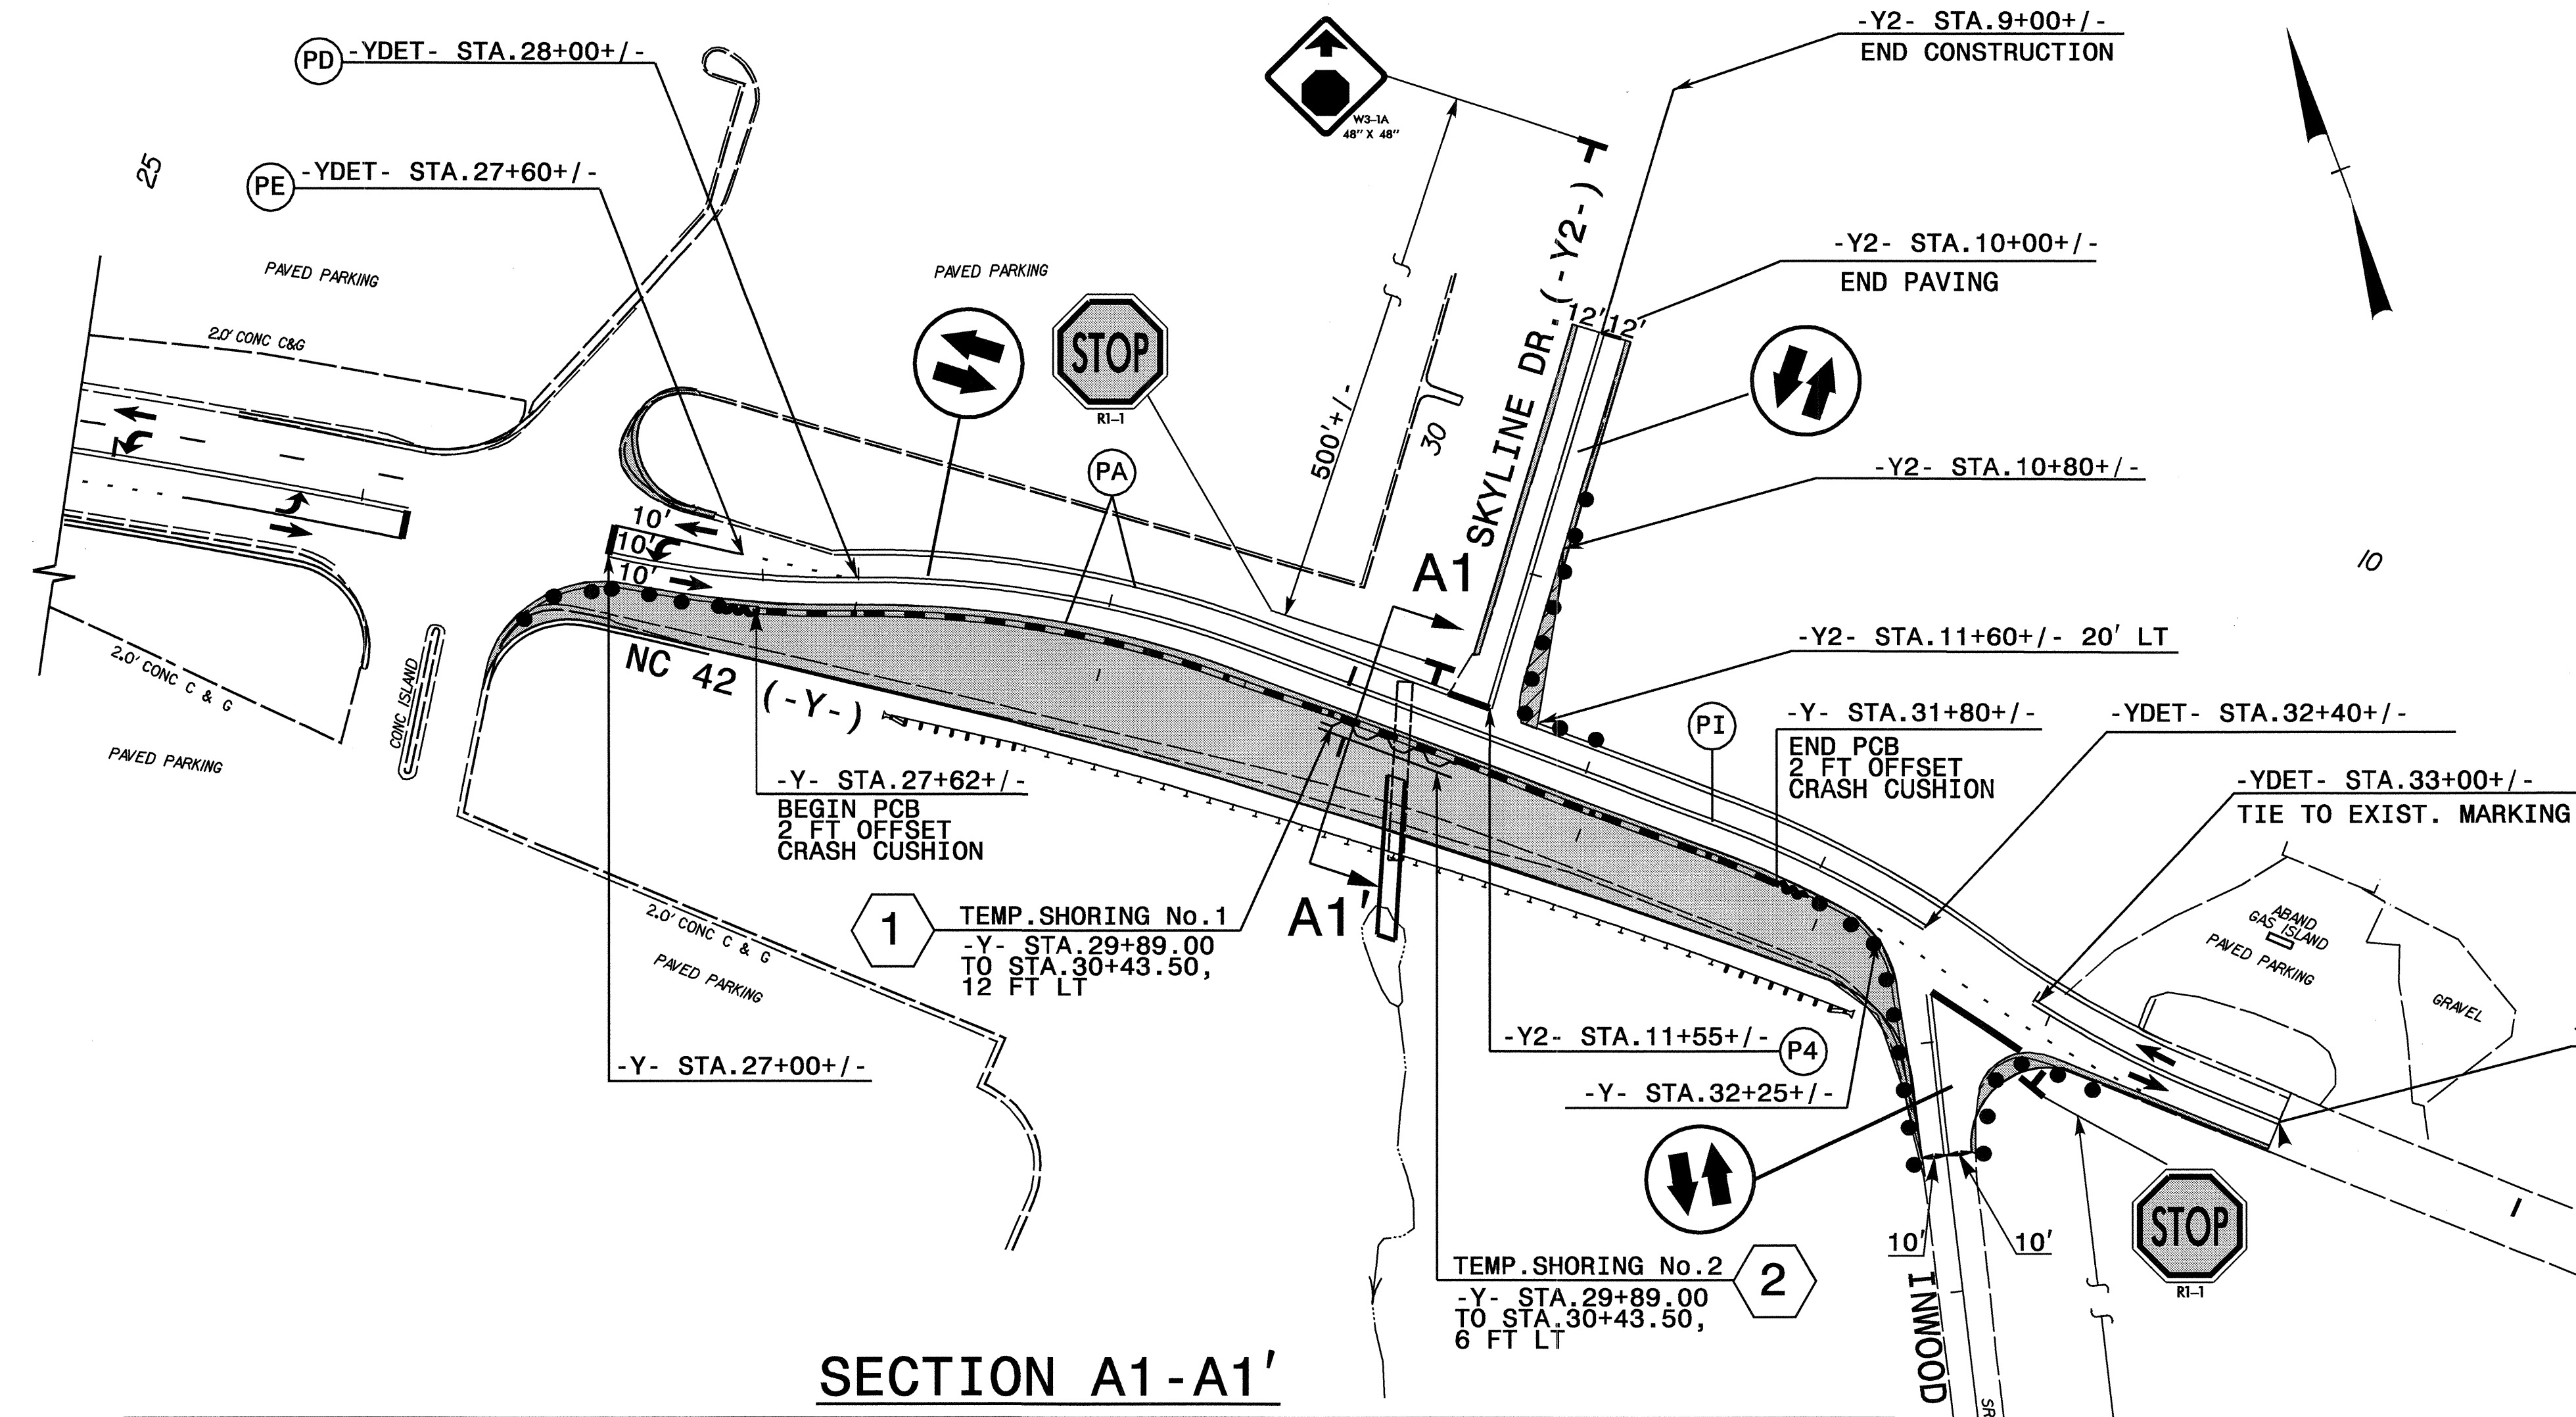 -Y2- STA.9+00+/-
END CONSTRUCTION
PD -YDET- STA.28+00+/-
W3-1A
48" X 48"
25
PE -YDET- STA.27+60+/-
PAVED PARKING
PAVED PARKING
2.0' CONC C&G
STOP
R1-1
-Y2- STA.10+00+/-
END PAVING
12' 12'
SKYLINE DR. (-Y2-)
500'+/-
30
PA
-Y2- STA.10+80+/-
10
10'
10'
10'
A1
-Y2- STA.11+60+/- 20' LT
NC 42 (-Y-)
2.0' CONC C & G
CONC ISLAND
PAVED PARKING
PI
-Y- STA.31+80+/-
END PCB
2 FT OFFSET
CRASH CUSHION
-YDET- STA.32+40+/-
-YDET- STA.33+00+/-
TIE TO EXIST. MARKING
-Y- STA.27+62+/-
BEGIN PCB
2 FT OFFSET
CRASH CUSHION
A1'
1
TEMP.SHORING No.1
-Y- STA.29+89.00
TO STA.30+43.50,
12 FT LT
2.0' CONC C & G
PAVED PARKING
ABAND
GAS ISLAND
PAVED PARKING
GRAVEL
-Y- STA.27+00+/-
-Y2- STA.11+55+/- P4
-Y- STA.32+25+/-
STOP
R1-1
10'
10'
TEMP.SHORING No.2
2
-Y- STA.29+89.00
TO STA.30+43.50,
6 FT LT
INWOOD
SR
SECTION A1-A1'